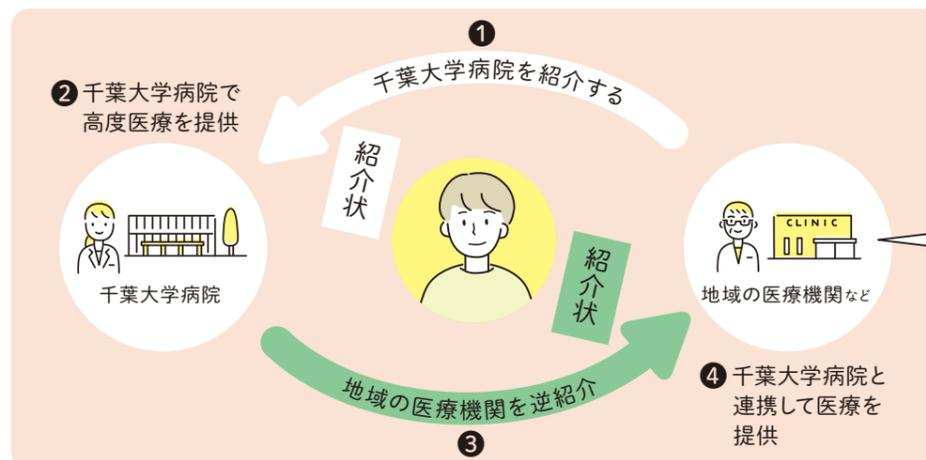 ❶
千葉大学病院を紹介する
❷ 千葉大学病院で
高度医療を提供
紹介状
千葉大学病院
紹介状
CLINIC
地域の医療機関など
地域の医療機関を逆紹介
❸
❹ 千葉大学病院と
連携して医療を
提供